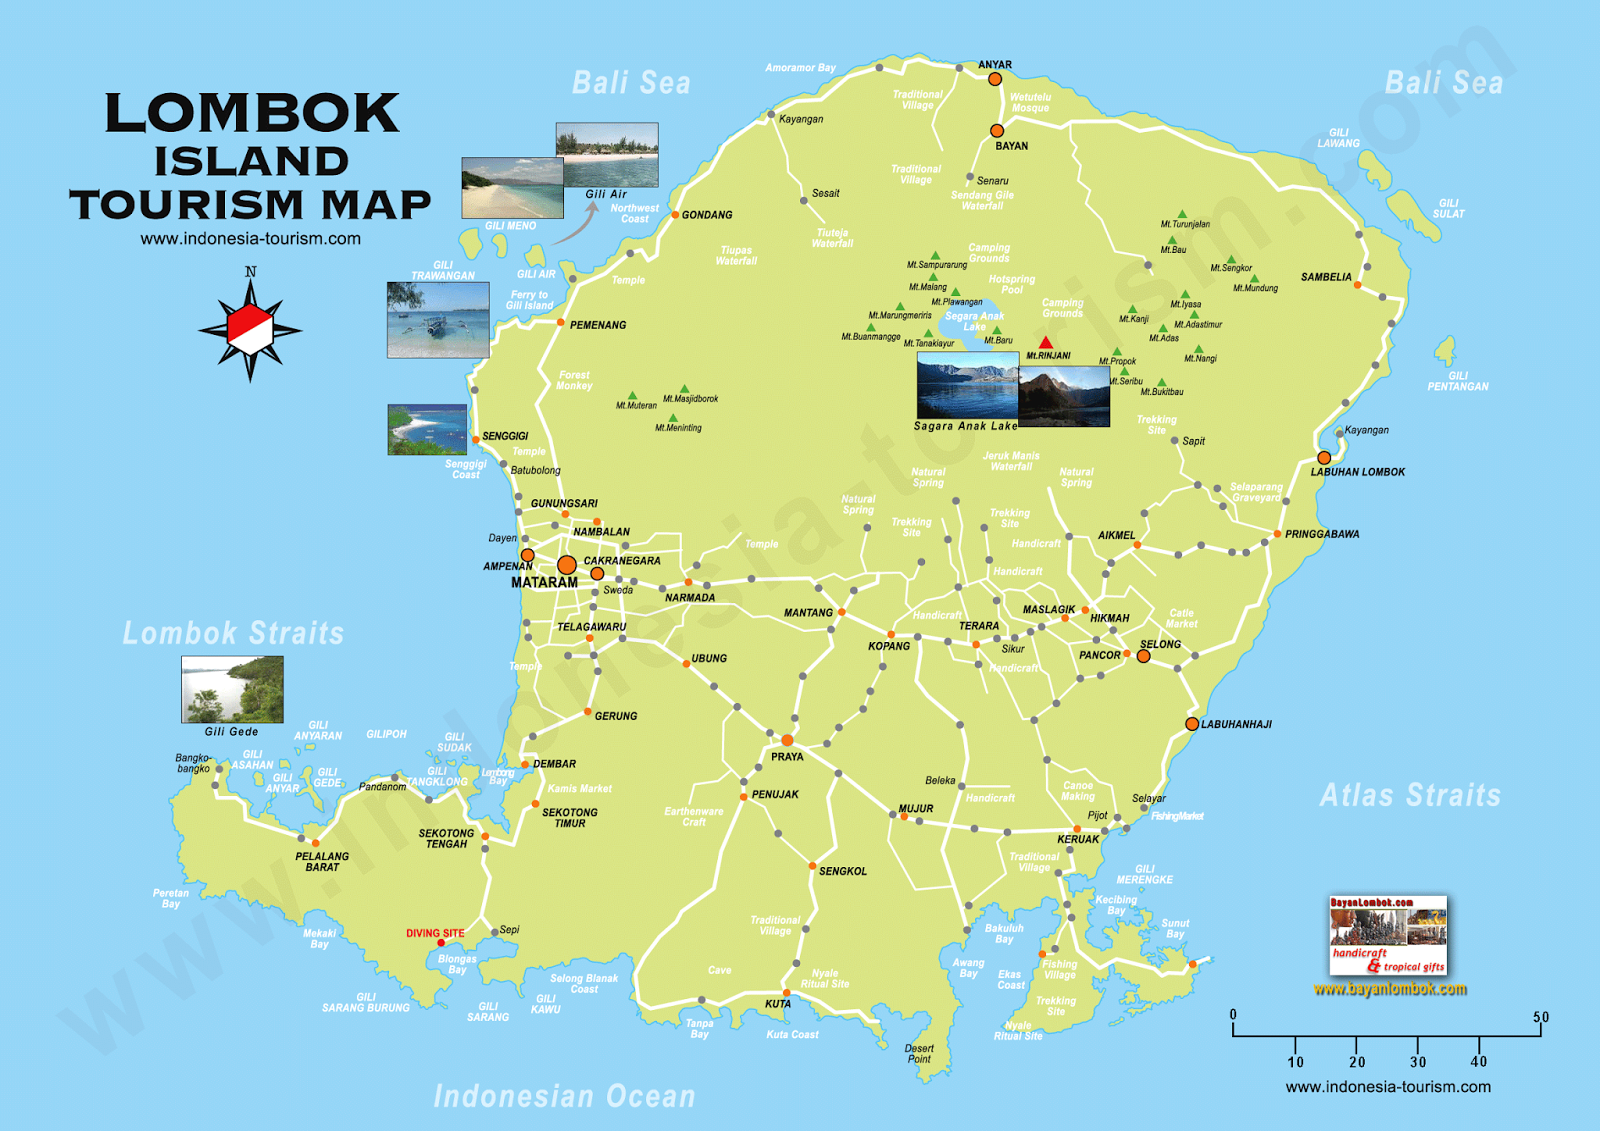 LOMBOK
ISLAND
TOURISM MAP
www.indonesia-tourism.com
N
Bali Sea
Bali Sea
Lombok Straits
Atlas Straits
Indonesian Ocean
Amoramor Bay
ANYAR
Traditional
Village
Wetutelu
Mosque
Kayangan
BAYAN
Traditional
Village
Senaru
Sendang Gile
Waterfall
Sesait
Tiuteja
Waterfall
Tiupas
Waterfall
GILI
LAWANG
GILI
SULAT
GILI
PENTANGAN
Gili Air
GILI MENO
Northwest
Coast
GONDANG
GILI
TRAWANGAN
GILI AIR
Temple
Ferry to
Gili Island
PEMENANG
Forest
Monkey
Camping
Grounds
Hotspring
Pool
Camping
Grounds
Mt.Turunjalan
Mt.Bau
Mt.Sengkor
Mt.Mundung
SAMBELIA
Mt.Sampurarung
Mt.Malang
Mt.Plawangan
Mt.Marungmeriris
Mt.Buanmangge
Mt.Tanakiayur
Segara Anak
Lake
Mt.Baru
Mt.RINJANI
Mt.Iyasa
Mt.Kanji
Mt.Adastimur
Mt.Adas
Mt.Nangi
Mt.Propok
Mt.Seribu
Mt.Bukitbau
Sagara Anak Lake
Mt.Muteran
Mt.Masjidborok
Mt.Meninting
Trekking
Site
Sapit
Kayangan
LABUHAN LOMBOK
Selaparang
Graveyard
PRINGGABAWA
SENGGIGI
Temple
Senggigi
Coast
Batubolong
GUNUNGSARI
NAMBALAN
Dayen
AMPENAN
CAKRANEGARA
MATARAM
Sweda
NARMADA
Temple
Jeruk Manis
Waterfall
Natural
Spring
Natural
Spring
Natural
Spring
Trekking
Site
Trekking
Site
Handicraft
Handicraft
AIKMEL
MANTANG
KOPANG
Handicraft
TERARA
MASLAGIK
HIKMAH
Catle
Market
Sikur
PANCOR
SELONG
Handicraft
LABUHANHAJI
TELAGAWARU
Temple
UBUNG
GERUNG
PRAYA
Gili Gede
GILI
ANYARAN
GILIPOH
GILI
SUDAK
GILI
ASAHAN
GILI
ANYAR
GILI
GEDE
GILI
TANGKLONG
Bangko-
bangko
Pandanom
Lembong
Bay
DEMBAR
Kamis Market
SEKOTONG
TIMUR
SEKOTONG
TENGAH
PELALANG
BARAT
Peretan
Bay
Mekaki
Bay
DIVING SITE
Sepi
Blongas
Bay
GILI
SARANG BURUNG
GILI
SARANG
GILI
KAWU
Selong Blanak
Coast
PENUJAK
Earthenware
Craft
SENGKOL
Traditional
Village
Cave
Nyale
Ritual Site
KUTA
Tanpa
Bay
Kuta Coast
Beleka
Handicraft
MUJUR
Canoe
Making
Selayar
Fishing Market
Pijot
KERUAK
Traditional
Village
GILI
MERENGKE
Kecibing
Bay
Sunut
Bay
Bakuluh
Bay
Awang
Bay
Ekas
Coast
Fishing
Village
Trekking
Site
Nyale
Ritual Site
Desert
Point
BayanLombok.com
handicraft
& tropical gifts
www.bayanlombok.com
0 50
10 20 30 40
www.indonesia-tourism.com
www.indonesia-tourism.com